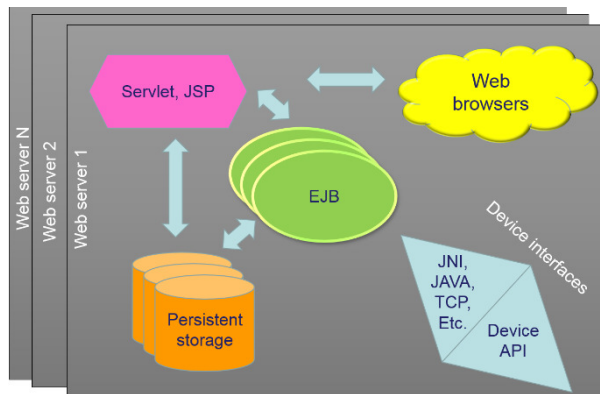 Web server N
Web server 2
Web server 1
Servlet, JSP
Web
browsers
EJB
Persistent
storage
Device interfaces
JNI,
JAVA,
TCP,
Etc.
Device
API